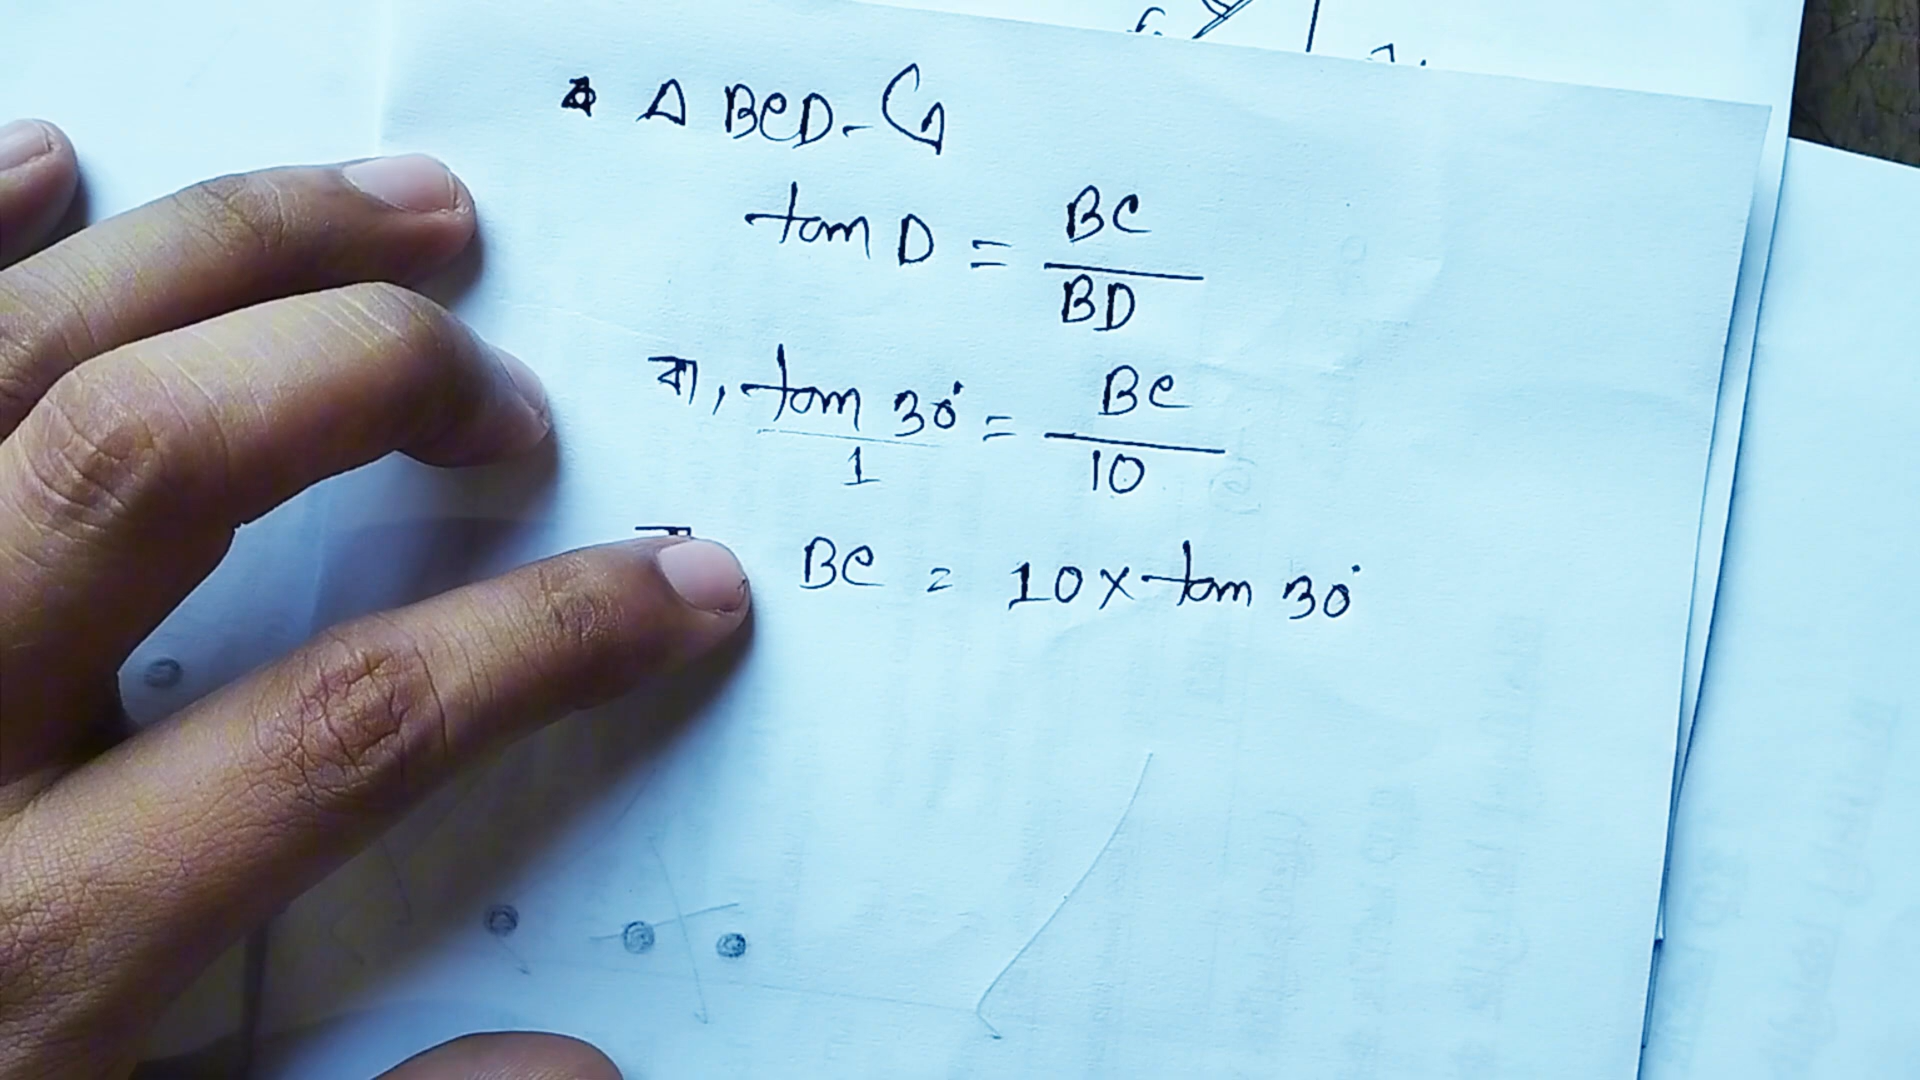 Δ BCD-এ
tan D = BC / BD
বা, tan 30° / 1 = BC / 10
BC = 10 × tan 30°